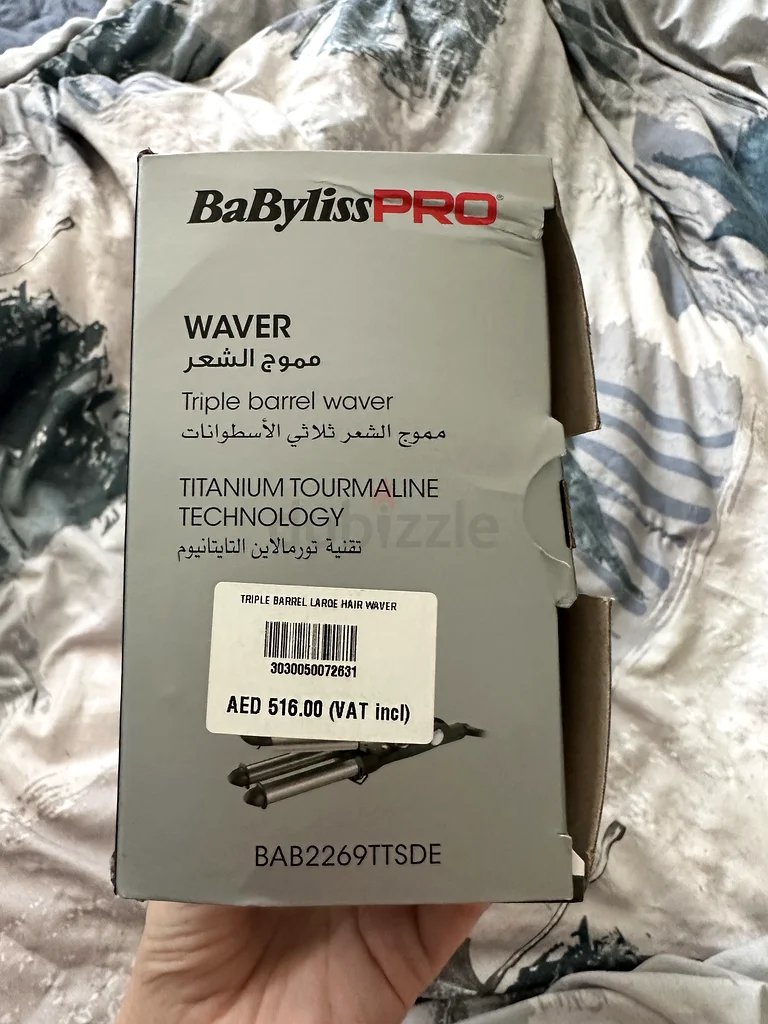 BaBylissPRO®
WAVER
مموج الشعر
Triple barrel waver
مموج الشعر ثلاثي الأسطوانات
TITANIUM TOURMALINE
TECHNOLOGY
تقنية تورمالاين التايتانيوم
dubizzle
TRIPLE BARREL LARGE HAIR WAVER
3030050072631
AED 516.00 (VAT incl)
BAB2269TTSDE